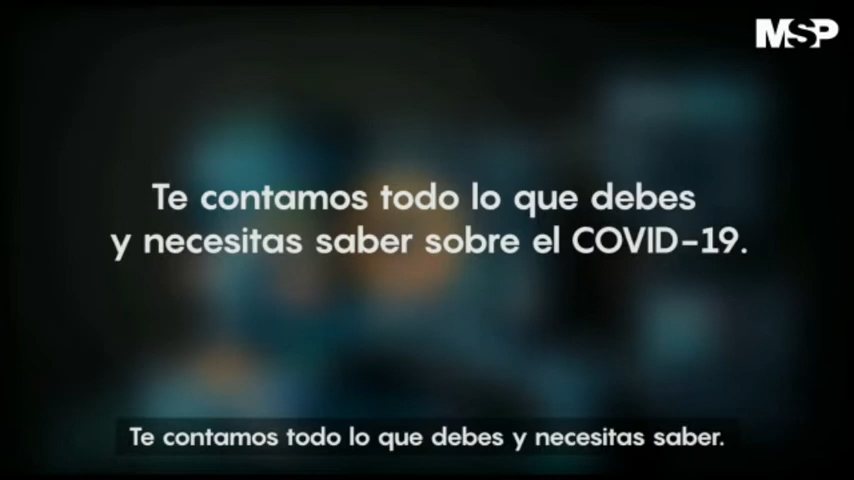 MSP
Te contamos todo lo que debes
y necesitas saber sobre el COVID-19.
Te contamos todo lo que debes y necesitas saber.